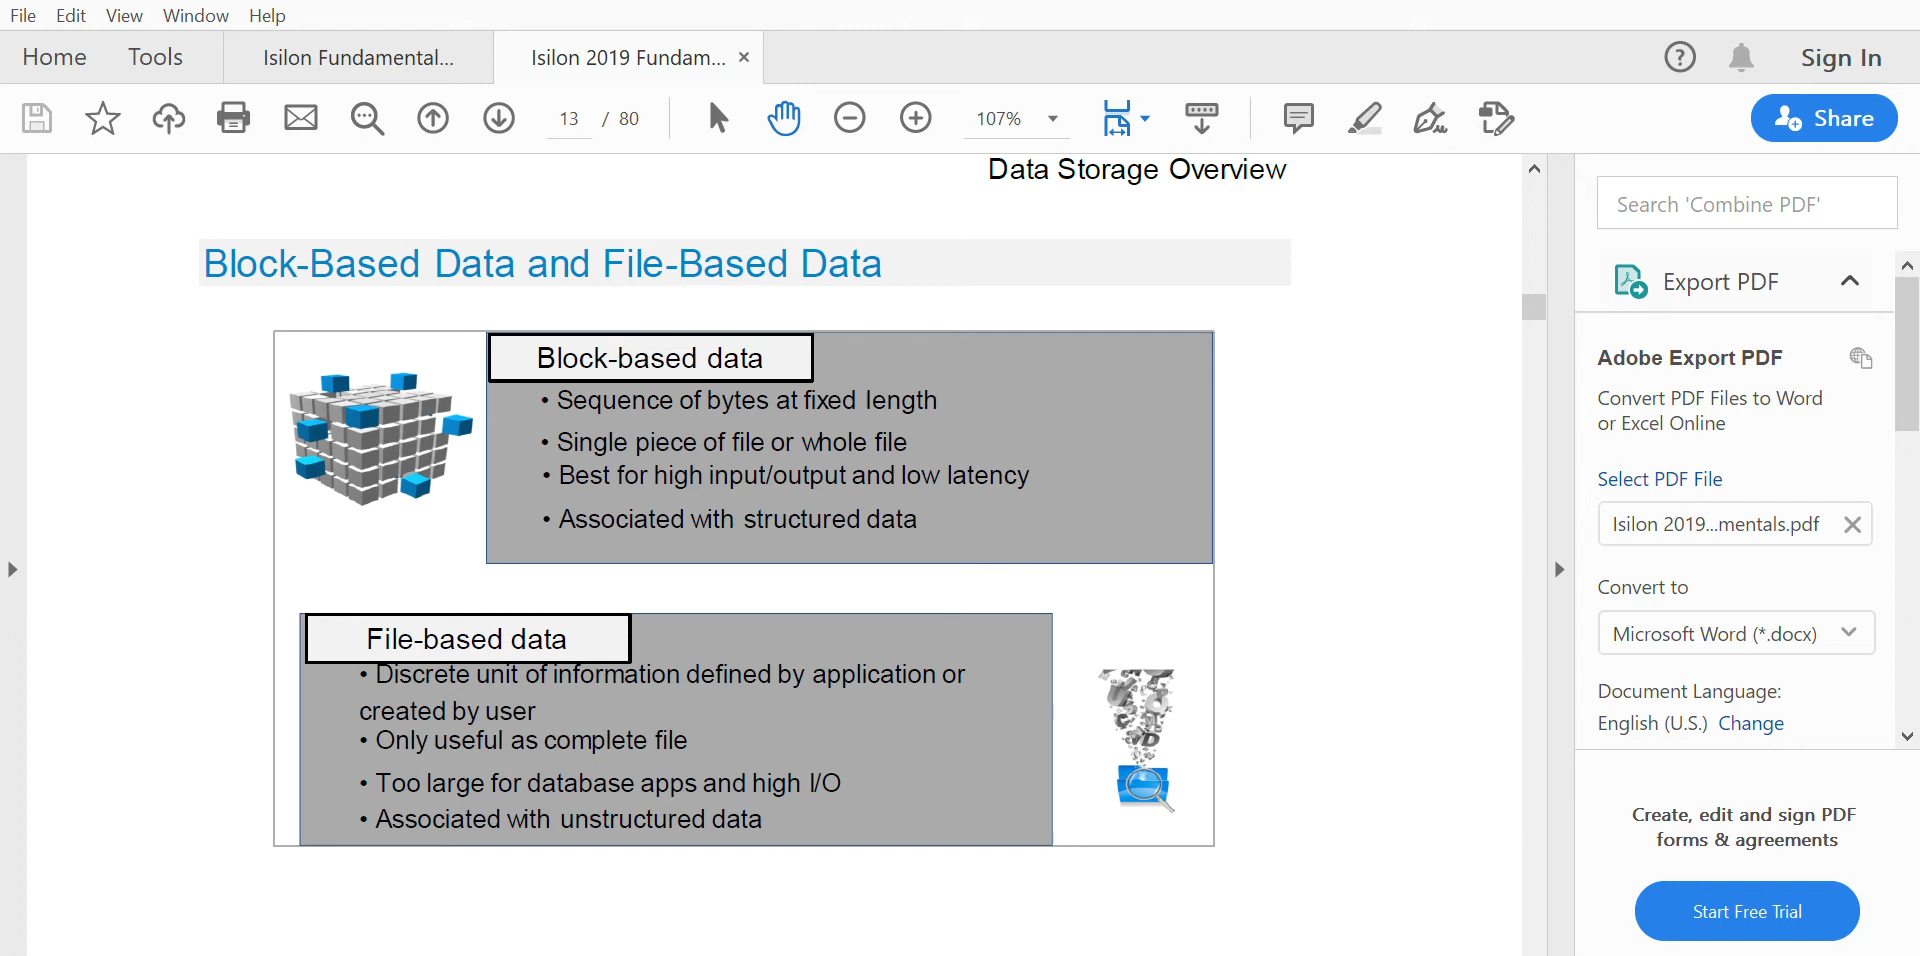 File Edit View Window Help
Home Tools Isilon Fundamental... Isilon 2019 Fundam... × ? Sign In
13 / 80 107% Share
Data Storage Overview
Block-Based Data and File-Based Data
Block-based data
• Sequence of bytes at fixed length
• Single piece of file or whole file
• Best for high input/output and low latency
• Associated with structured data
File-based data
• Discrete unit of information defined by application or
created by user
• Only useful as complete file
• Too large for database apps and high I/O
• Associated with unstructured data
Search 'Combine PDF'
Export PDF
Adobe Export PDF
Convert PDF Files to Word
or Excel Online
Select PDF File
Isilon 2019...mentals.pdf
Convert to
Microsoft Word (*.docx)
Document Language:
English (U.S.) Change
Create, edit and sign PDF
forms & agreements
Start Free Trial